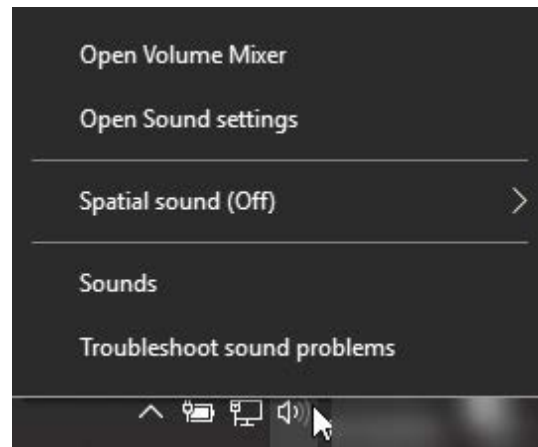 Open Volume Mixer
Open Sound settings
Spatial sound (Off)
Sounds
Troubleshoot sound problems